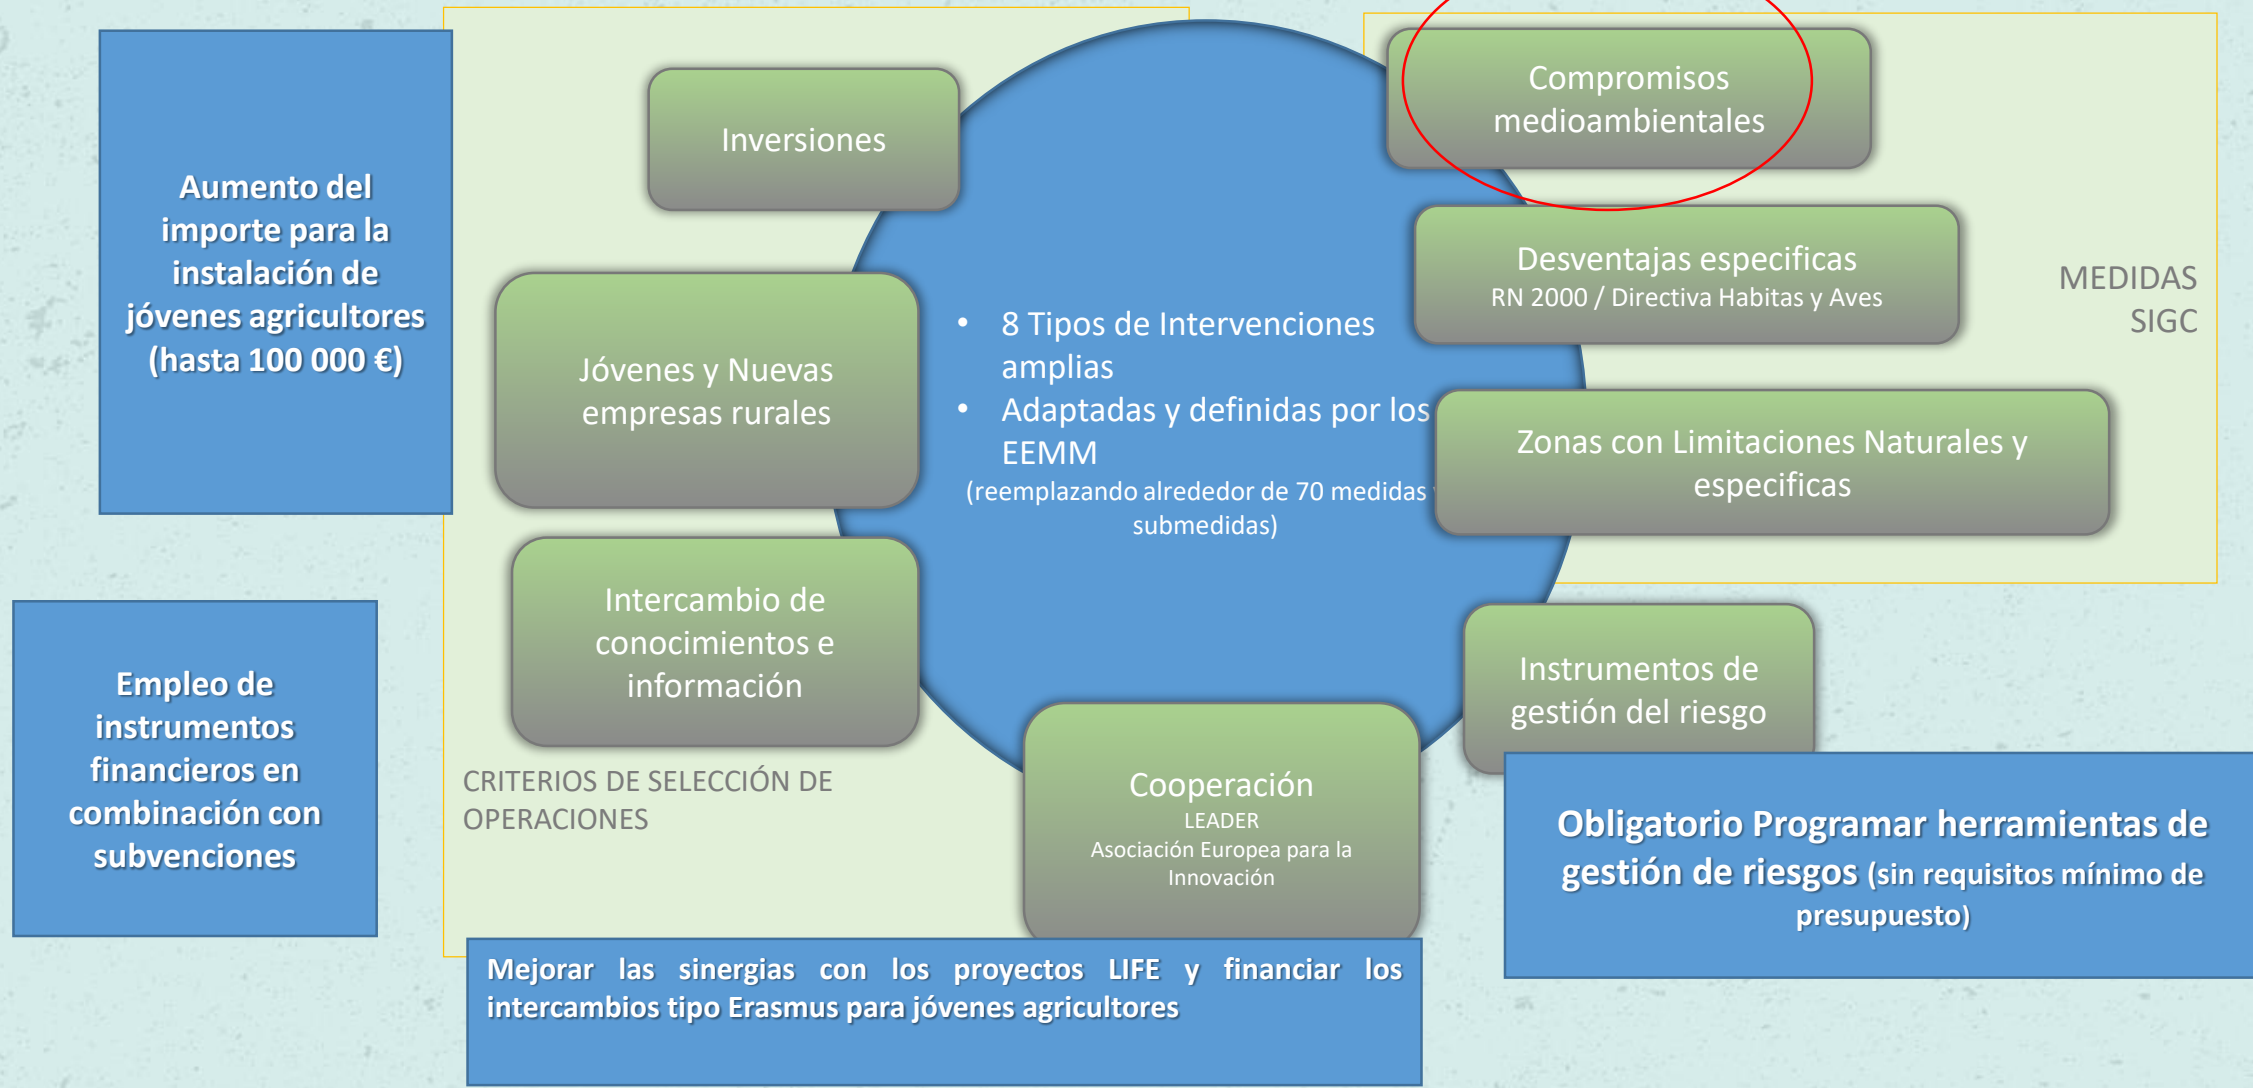 Aumento del
importe para la
instalación de
jóvenes agricultores
(hasta 100 000 €)
Empleo de
instrumentos
financieros en
combinación con
subvenciones
Inversiones
Jóvenes y Nuevas
empresas rurales
Intercambio de
conocimientos e
información
CRITERIOS DE SELECCIÓN DE
OPERACIONES
• 8 Tipos de Intervenciones
amplias
• Adaptadas y definidas por los
EEMM
(reemplazando alrededor de 70 medidas
submedidas)
Compromisos
medioambientales
Desventajas especificas
RN 2000 / Directiva Habitas y Aves
Zonas con Limitaciones Naturales y
especificas
MEDIDAS
SIGC
Instrumentos de
gestión del riesgo
Cooperación
LEADER
Asociación Europea para la
Innovación
Obligatorio Programar herramientas de
gestión de riesgos (sin requisitos mínimo de
presupuesto)
Mejorar las sinergias con los proyectos LIFE y financiar los
intercambios tipo Erasmus para jóvenes agricultores